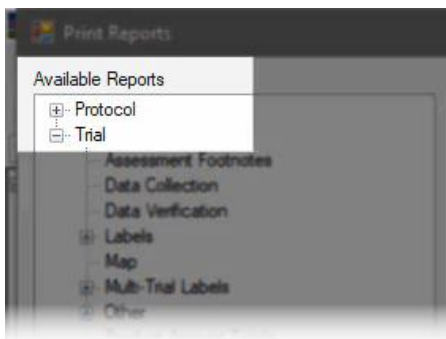 Print Reports
Available Reports
Protocol
Trial
Assessment Footnotes
Data Collection
Data Verification
Labels
Map
Multi-Trial Labels
Other